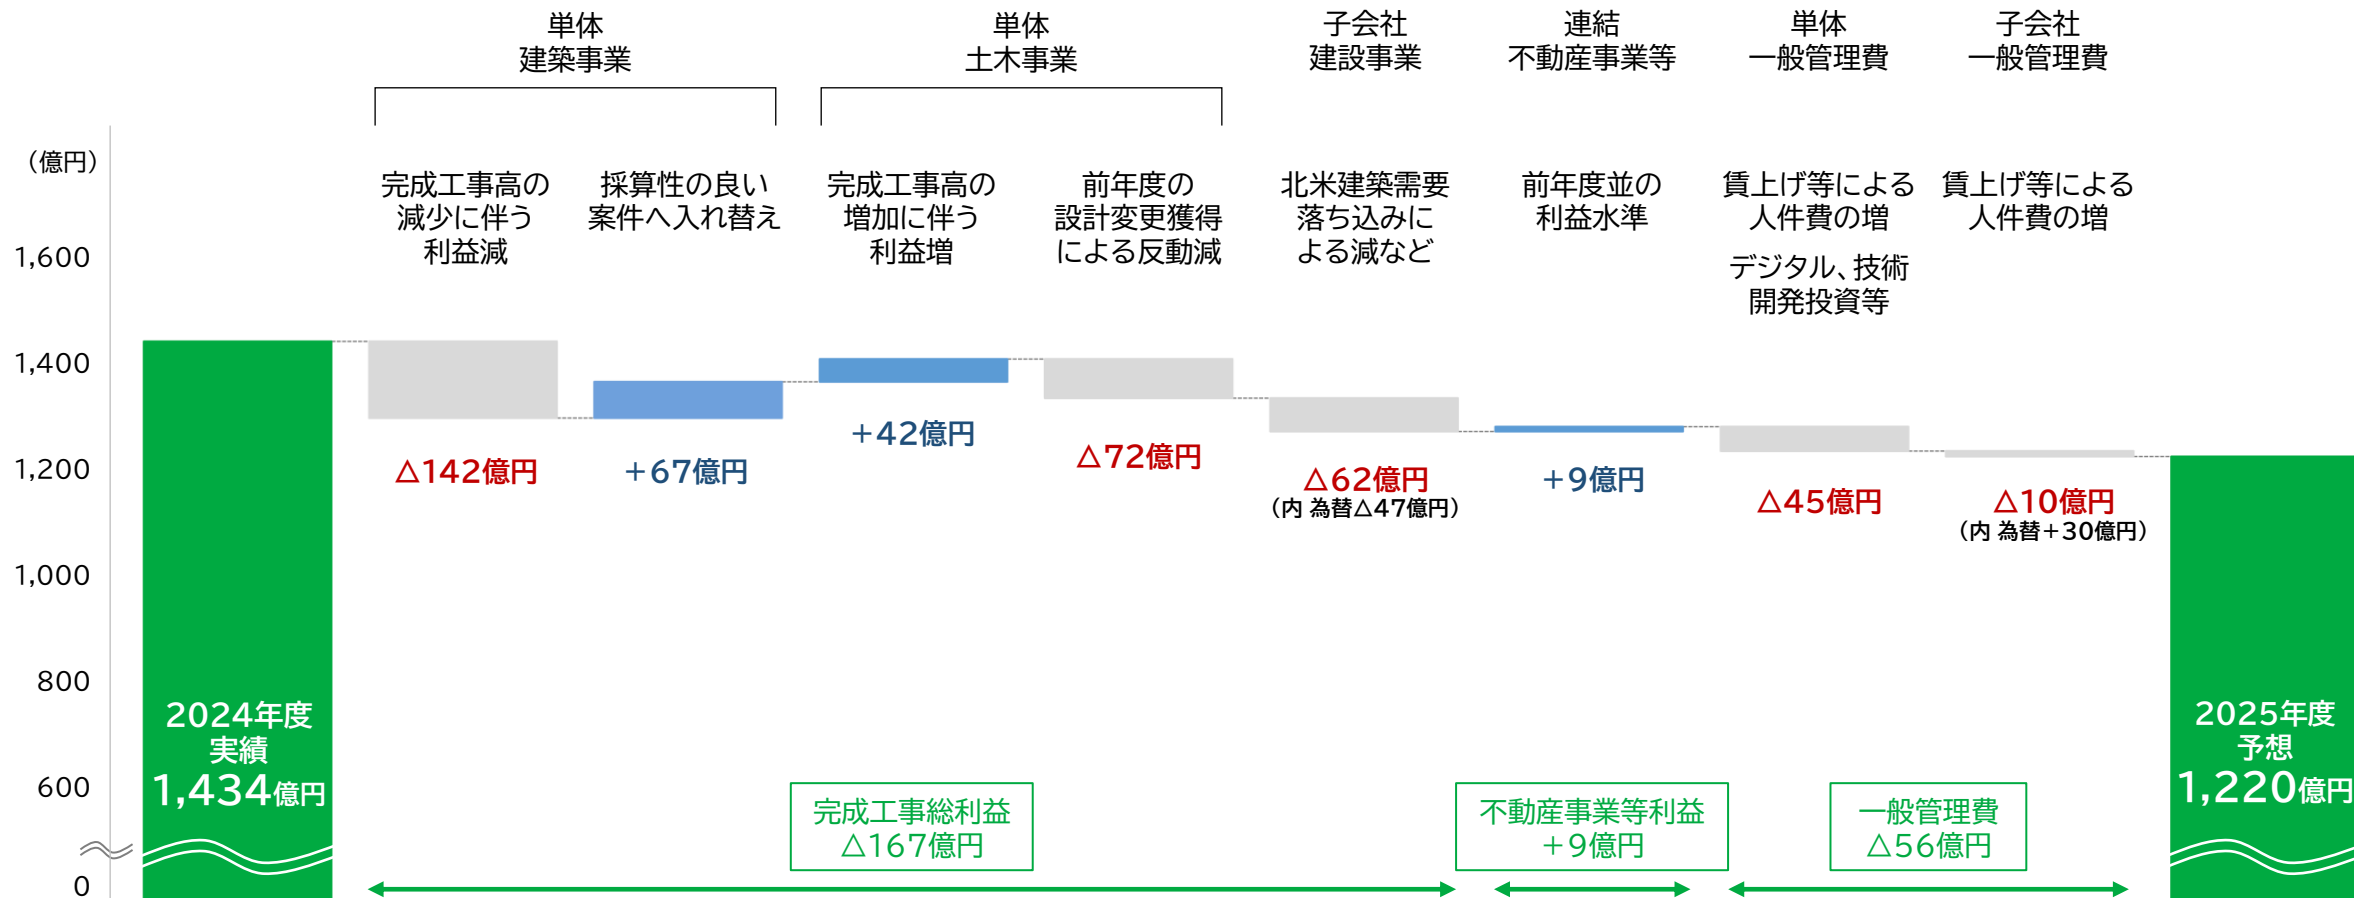 単体
建築事業
単体
土木事業
子会社
建設事業
連結
不動産事業等
単体
一般管理費
子会社
一般管理費
（億円）
完成工事高の
減少に伴う
利益減
採算性の良い
案件へ入れ替え
完成工事高の
増加に伴う
利益増
前年度の
設計変更獲得
による反動減
北米建築需要
落ち込みに
よる減など
前年度並の
利益水準
賃上げ等による
人件費の増
デジタル、技術
開発投資等
賃上げ等による
人件費の増
1,600
1,400
1,200
1,000
800
600
0
△142億円
+67億円
+42億円
△72億円
△62億円
（内 為替△47億円）
+9億円
△45億円
△10億円
（内 為替+30億円）
2024年度
実績
1,434億円
2025年度
予想
1,220億円
完成工事総利益
△167億円
不動産事業等利益
+9億円
一般管理費
△56億円